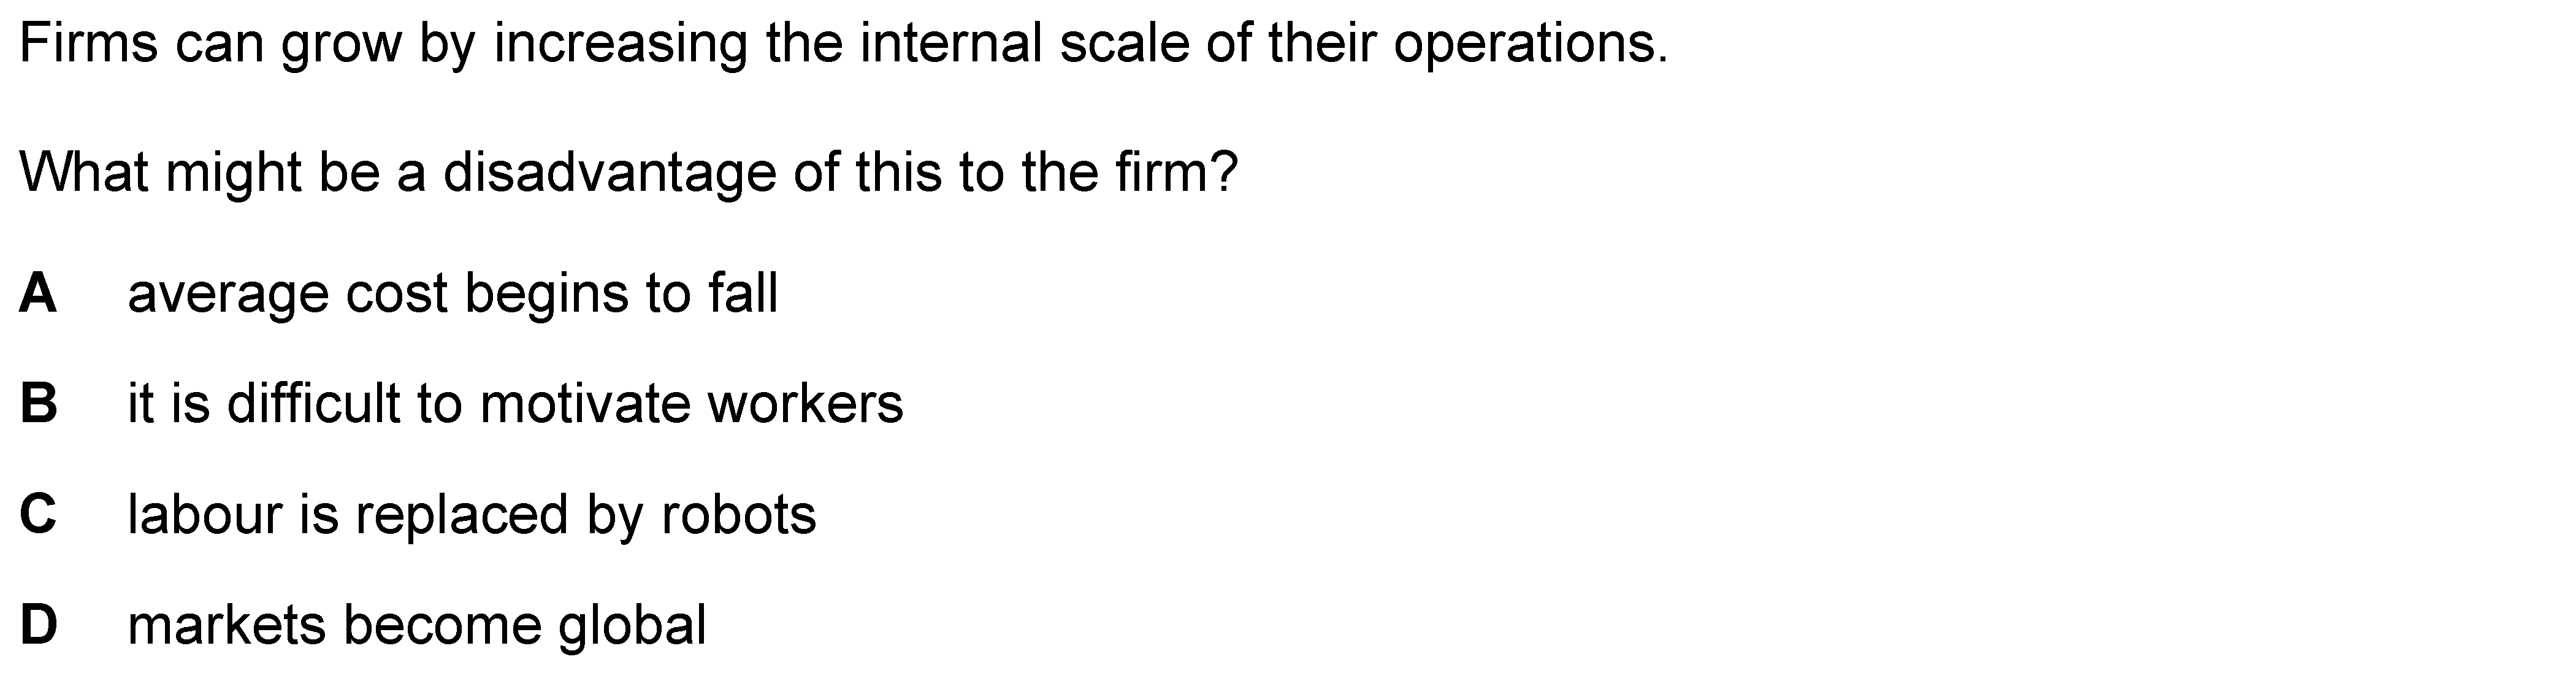 Firms can grow by increasing the internal scale of their operations.
What might be a disadvantage of this to the firm?
A average cost begins to fall
B it is difficult to motivate workers
C labour is replaced by robots
D markets become global